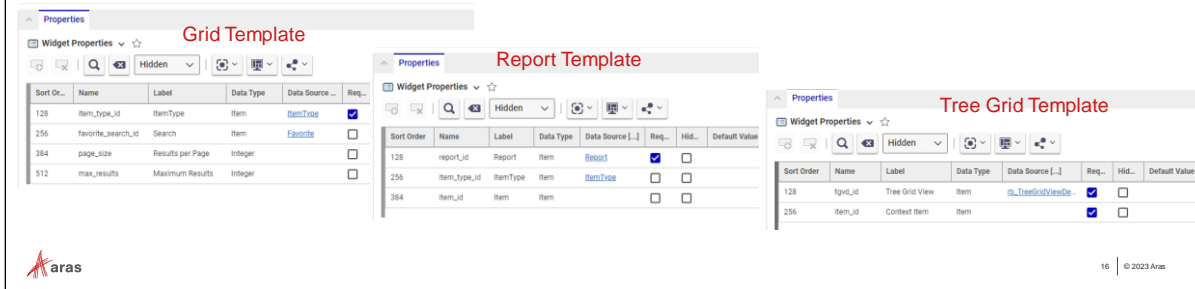 Properties
Grid Template
Widget Properties
Hidden
Sort Or... Name Label Data Type Data Source ... Req...
128 item_type_id ItemType Item ItemType
256 favorite_search_id Search Item Favorite
384 page_size Results per Page Integer
512 max_results Maximum Results Integer
Properties
Report Template
Widget Properties
Hidden
Sort Order Name Label Data Type Data Source [...] Req... Hid... Default Value
128 report_id Report Item Report
256 item_type_id ItemType Item ItemType
384 item_id Item Item
Properties
Tree Grid Template
Widget Properties
Hidden
Sort Order Name Label Data Type Data Source [...] Req... Hid... Default Value
128 tgvd_id Tree Grid View Item rb_TreeGridViewDe...
256 item_id Context Item Item
aras
16 © 2023 Aras